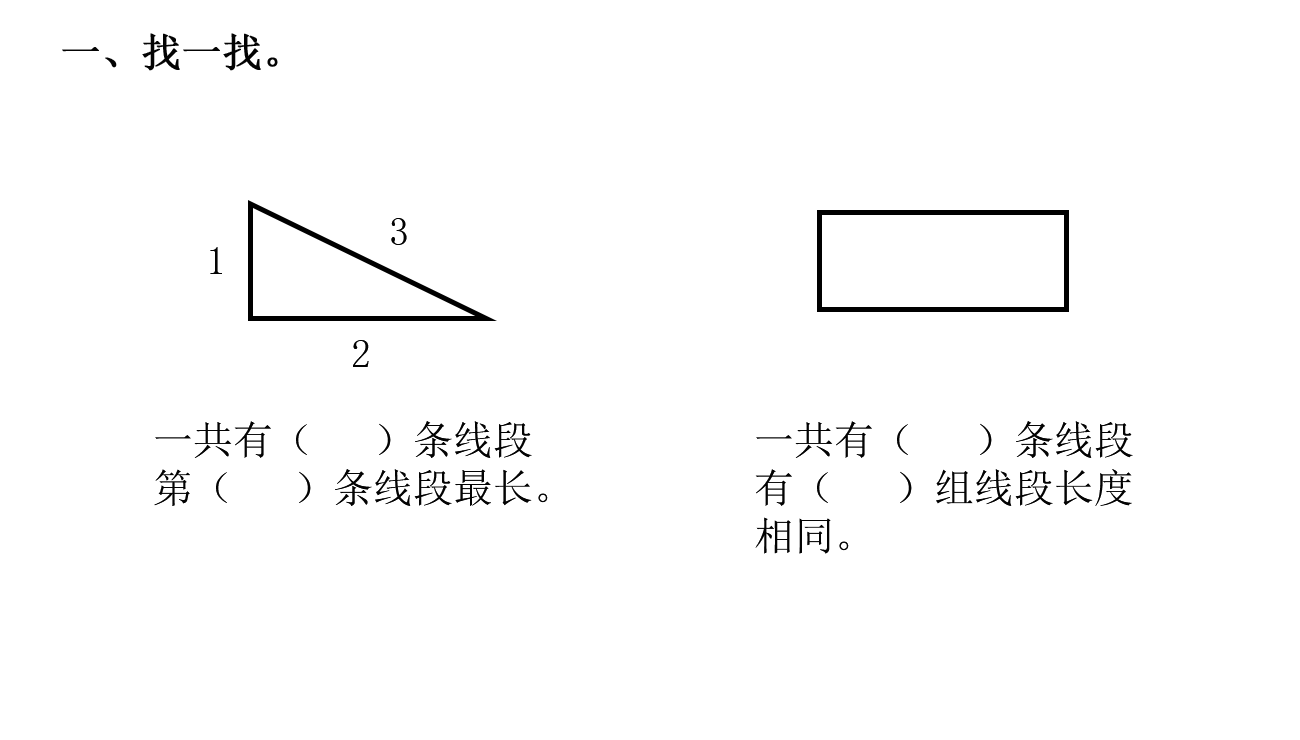 一、找一找。
1
3
2
一共有（　）条线段
第（　）条线段最长。
一共有（　）条线段
有（　）组线段长度
相同。